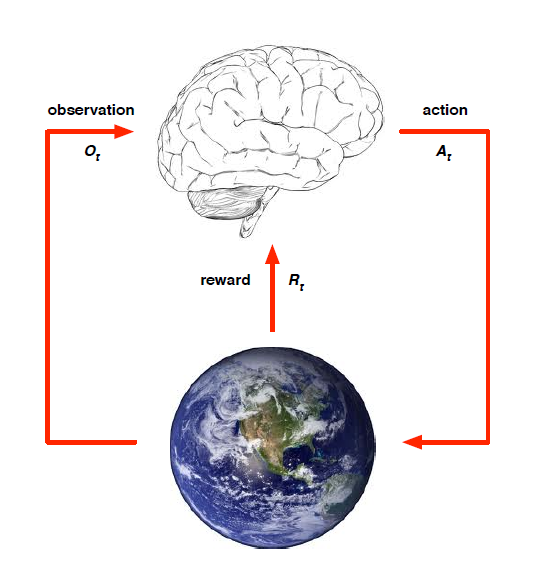 observation
O_t
action
A_t
reward
R_t